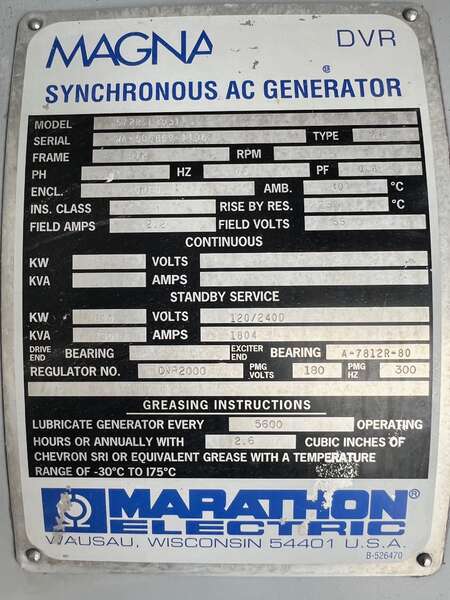 MAGNA DVR
SYNCHRONOUS AC GENERATOR
MODEL
SERIAL TYPE
FRAME RPM
PH HZ PF
ENCL. AMB. °C
INS. CLASS RISE BY RES. °C
FIELD AMPS 2.2 FIELD VOLTS
CONTINUOUS
KW VOLTS
KVA AMPS
STANDBY SERVICE
KW VOLTS 120/240D
KVA AMPS 1804
DRIVE END BEARING EXCITER END BEARING A-7812R-80
REGULATOR NO. DVR2000 PMG VOLTS 180 PMG HZ 300
GREASING INSTRUCTIONS
LUBRICATE GENERATOR EVERY 5600 OPERATING
HOURS OR ANNUALLY WITH 2.6 CUBIC INCHES OF
CHEVRON SRI OR EQUIVALENT GREASE WITH A TEMPERATURE
RANGE OF -30°C TO 175°C
MARATHON®
ELECTRIC
WAUSAU, WISCONSIN 54401 U.S.A.
B-526470